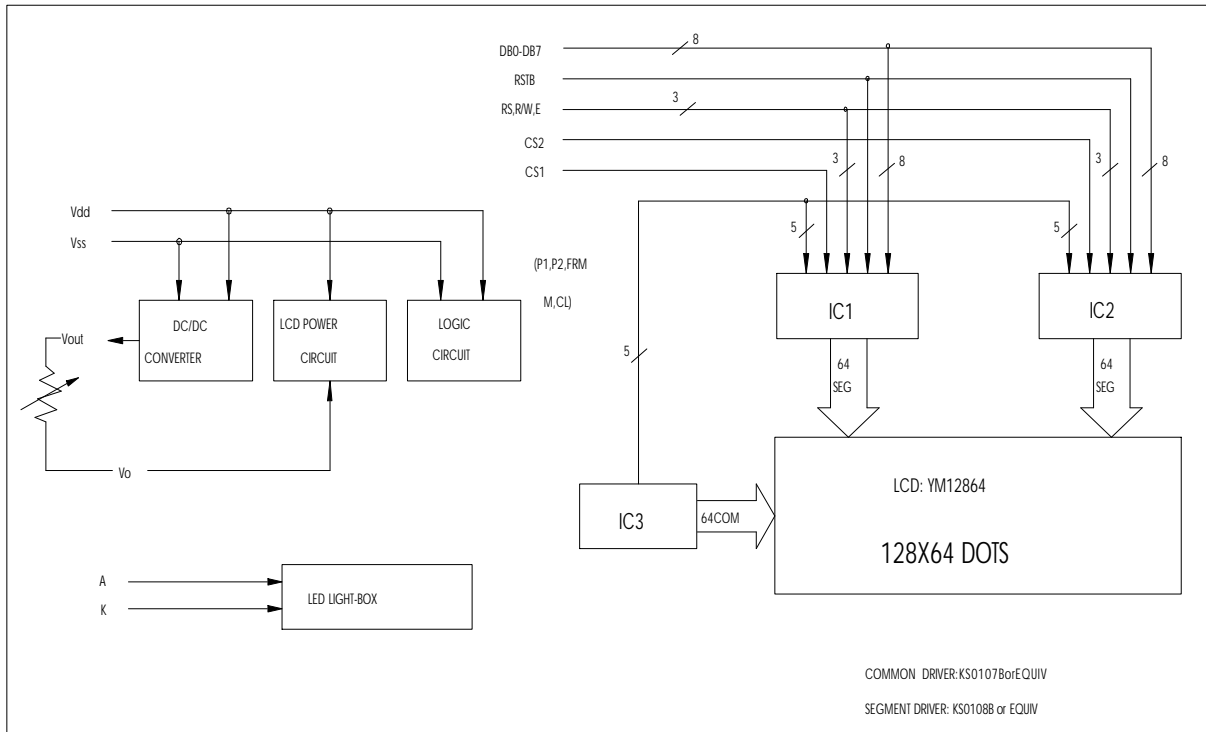 DB0-DB7
8
RSTB
RS,R/W,E
3
CS2
CS1
3
8
3
8
Vdd
Vss
5
5
(P1,P2,FRM
M,CL)
DC/DC
CONVERTER
LCD POWER
CIRCUIT
LOGIC
CIRCUIT
IC1
IC2
Vout
5
64
SEG
64
SEG
Vo
IC3
64COM
LCD: YM12864
128X64 DOTS
A
K
LED LIGHT-BOX
COMMON DRIVER:KS0107BorEQUIV
SEGMENT DRIVER: KS0108B or EQUIV